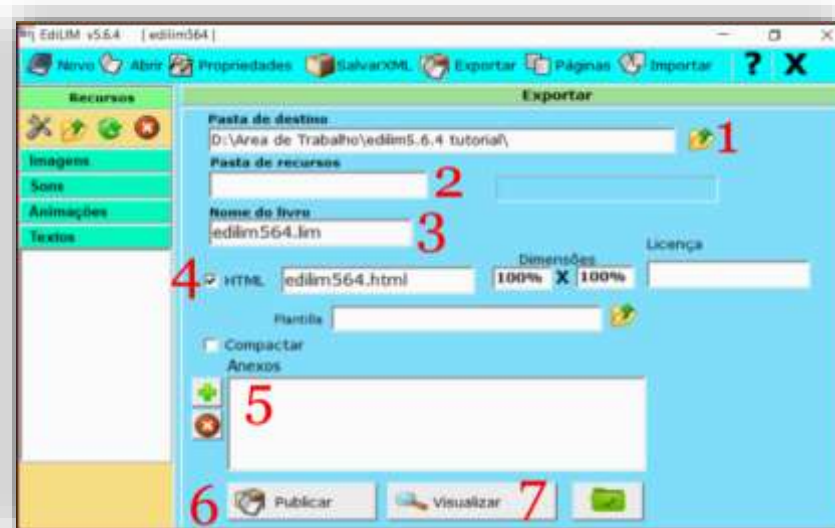 EdiLIM v5.6.4 [edilim564]
Novo Abrir Propriedades SalvarXML Exportar Páginas Importar ? X
Recursos
Exportar
Imagens
Sons
Animações
Textos
Pasta de destino
D:\Area de Trabalho\edilim5.6.4 tutorial\
1
Pasta de recursos
2
Nome do livro
edilim564.lim
3
Licença
Dimensões
4
HTML edilim564.html 100% X 100%
Plantilla
Compactar
Anexos
5
6 Publicar Visualizar 7